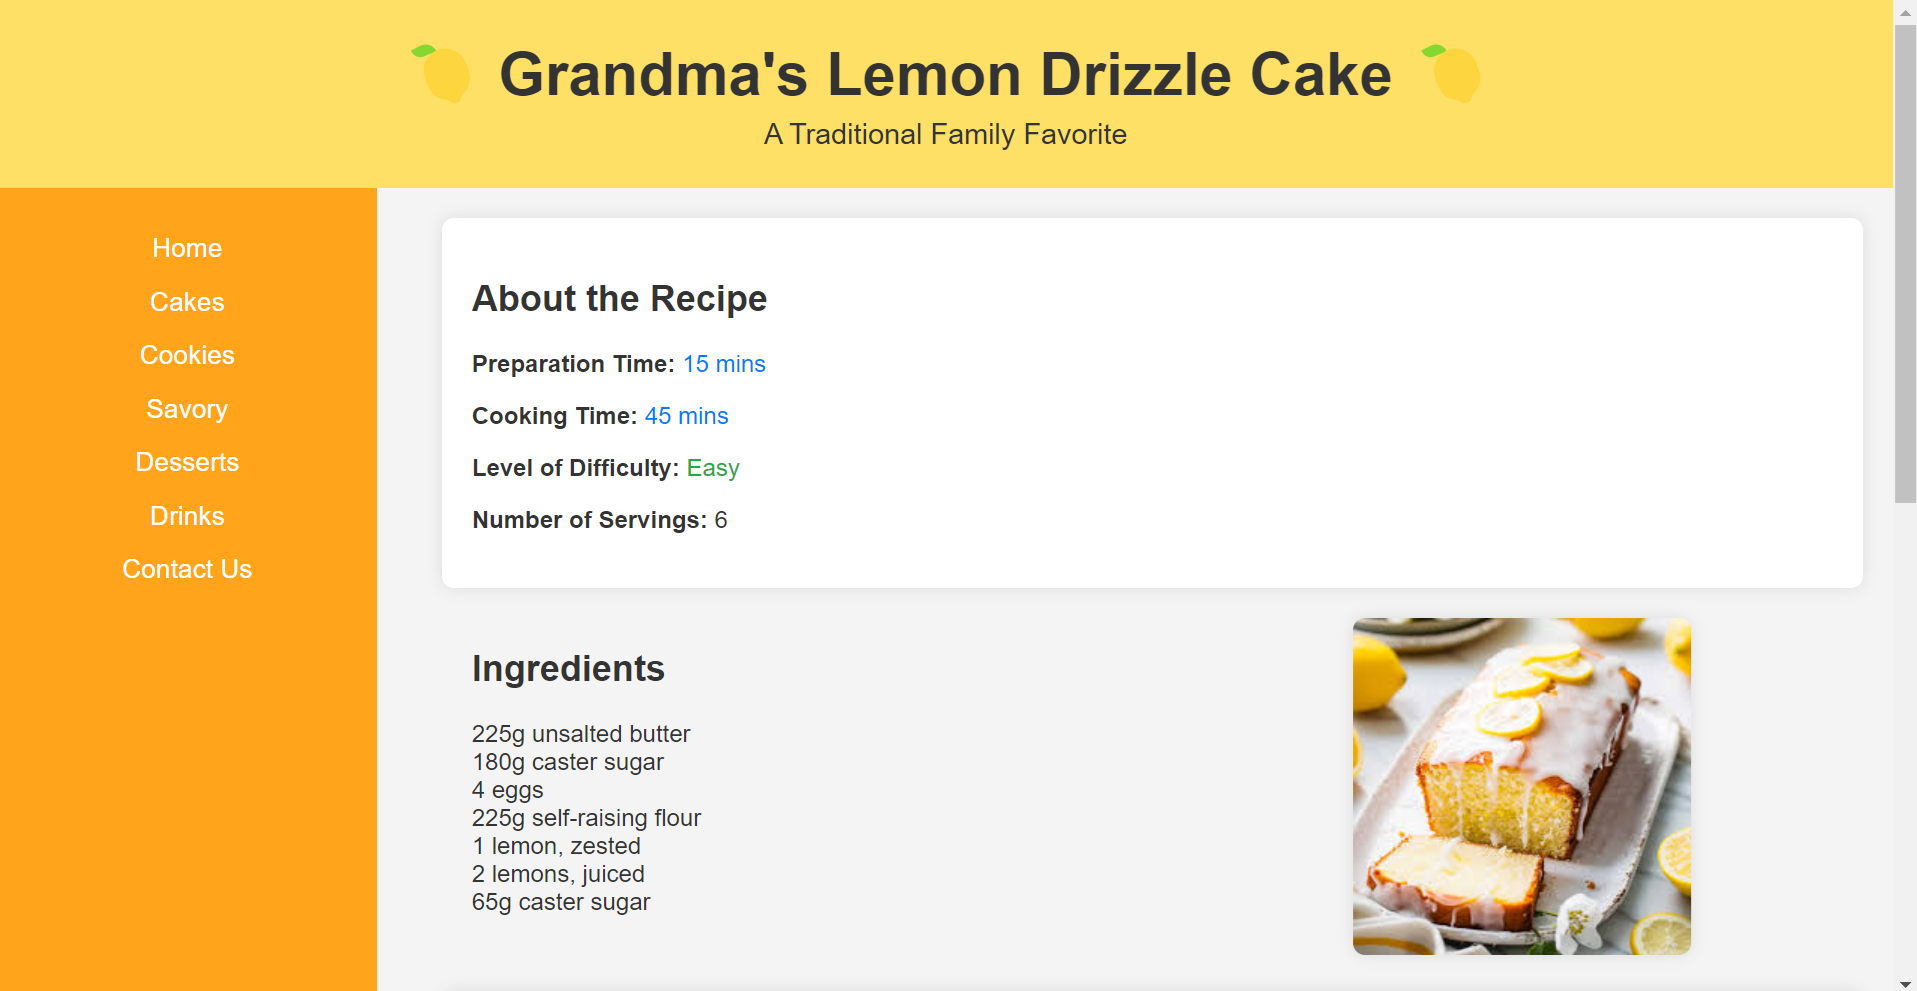 Grandma's Lemon Drizzle Cake
A Traditional Family Favorite
Home
Cakes
Cookies
Savory
Desserts
Drinks
Contact Us
About the Recipe
Preparation Time: 15 mins
Cooking Time: 45 mins
Level of Difficulty: Easy
Number of Servings: 6
Ingredients
225g unsalted butter
180g caster sugar
4 eggs
225g self-raising flour
1 lemon, zested
2 lemons, juiced
65g caster sugar